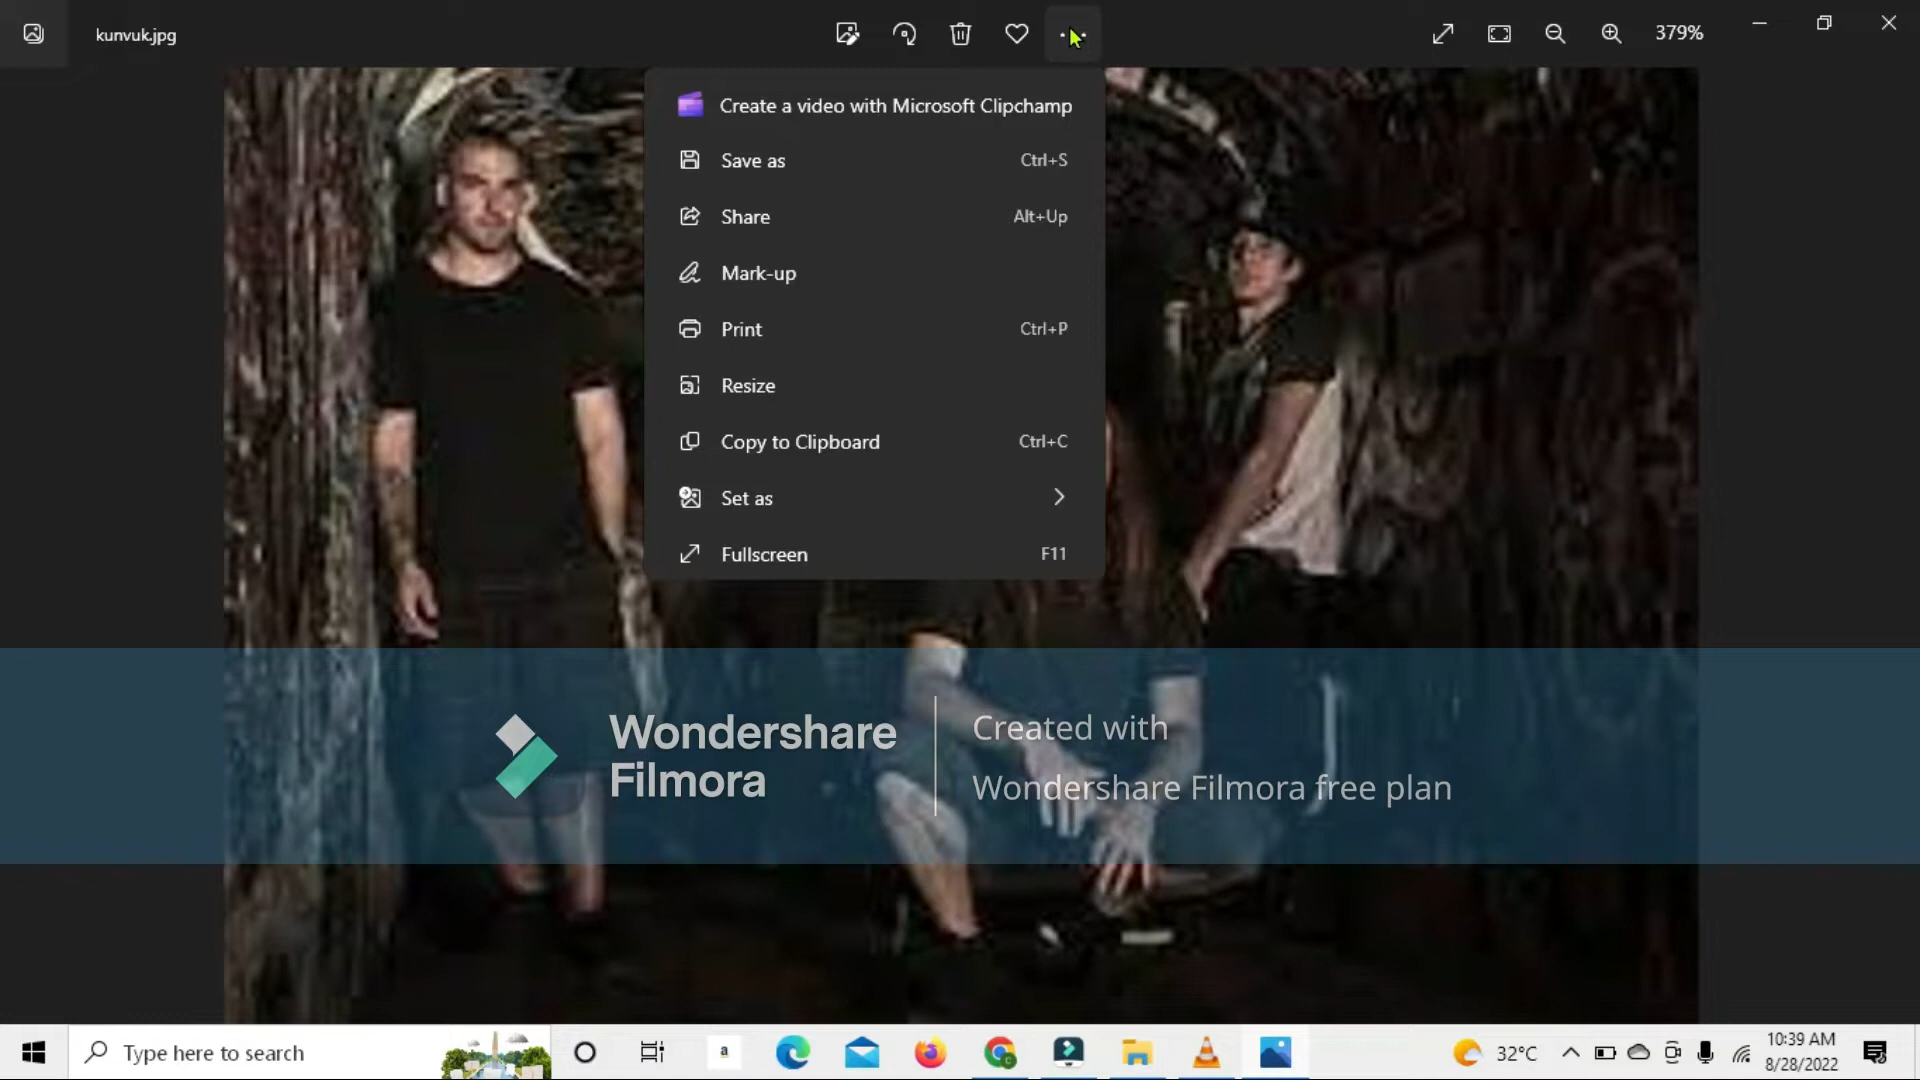 kunvuk.jpg
379%
Create a video with Microsoft Clipchamp
Save as Ctrl+S
Share Alt+Up
Mark-up
Print Ctrl+P
Resize
Copy to Clipboard Ctrl+C
Set as
Fullscreen F11
Wondershare
Filmora
Created with
Wondershare Filmora free plan
Type here to search
a
32°C
10:39 AM
8/28/2022